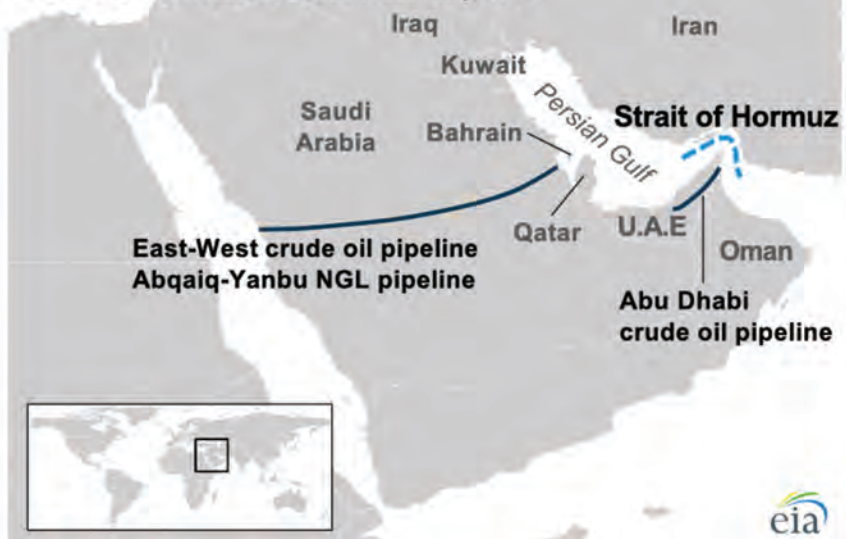 Iraq
Iran
Kuwait
Persian Gulf
Saudi
Arabia
Bahrain
Strait of Hormuz
Qatar
U.A.E
Oman
East-West crude oil pipeline
Abqaiq-Yanbu NGL pipeline
Abu Dhabi
crude oil pipeline
eia